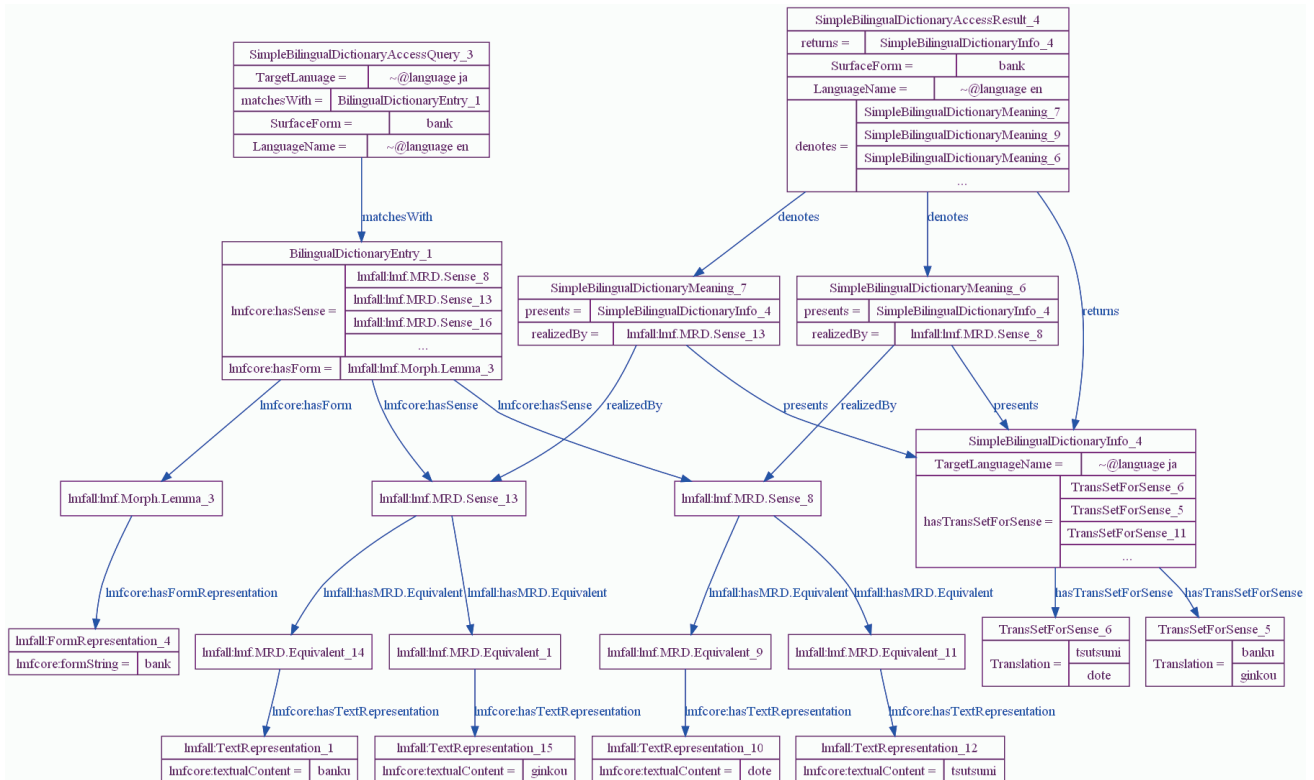 SimpleBilingualDictionaryAccessResult_4
returns = SimpleBilingualDictionaryInfo_4
SurfaceForm = bank
LanguageName = ~@language en
denotes = SimpleBilingualDictionaryMeaning_7
SimpleBilingualDictionaryMeaning_9
SimpleBilingualDictionaryMeaning_6
...
SimpleBilingualDictionaryAccessQuery_3
TargetLanuage = ~@language ja
matchesWith = BilingualDictionaryEntry_1
SurfaceForm = bank
LanguageName = ~@language en
matchesWith
denotes
denotes
returns
BilingualDictionaryEntry_1
lmfcore:hasSense = lmfall:lmf.MRD.Sense_8
lmfall:lmf.MRD.Sense_13
lmfall:lmf.MRD.Sense_16
...
lmfcore:hasForm = lmfall:lmf.Morph.Lemma_3
SimpleBilingualDictionaryMeaning_7
presents = SimpleBilingualDictionaryInfo_4
realizedBy = lmfall:lmf.MRD.Sense_13
SimpleBilingualDictionaryMeaning_6
presents = SimpleBilingualDictionaryInfo_4
realizedBy = lmfall:lmf.MRD.Sense_8
lmfcore:hasForm
lmfcore:hasSense
lmfcore:hasSense
realizedBy
presents
realizedBy
presents
SimpleBilingualDictionaryInfo_4
TargetLanguageName = ~@language ja
hasTransSetForSense = TransSetForSense_6
TransSetForSense_5
TransSetForSense_11
...
lmfall:lmf.Morph.Lemma_3
lmfall:lmf.MRD.Sense_13
lmfall:lmf.MRD.Sense_8
lmfcore:hasFormRepresentation
lmfall:hasMRD.Equivalent
lmfall:hasMRD.Equivalent
lmfall:hasMRD.Equivalent
lmfall:hasMRD.Equivalent
hasTransSetForSense
hasTransSetForSense
lmfall:FormRepresentation_4
lmfcore:formString = bank
lmfall:lmf.MRD.Equivalent_14
lmfall:lmf.MRD.Equivalent_1
lmfall:lmf.MRD.Equivalent_9
lmfall:lmf.MRD.Equivalent_11
TransSetForSense_6
Translation = tsutsumi
dote
TransSetForSense_5
Translation = banku
ginkou
lmfcore:hasTextRepresentation
lmfcore:hasTextRepresentation
lmfcore:hasTextRepresentation
lmfcore:hasTextRepresentation
lmfall:TextRepresentation_1
lmfcore:textualContent = banku
lmfall:TextRepresentation_15
lmfcore:textualContent = ginkou
lmfall:TextRepresentation_10
lmfcore:textualContent = dote
lmfall:TextRepresentation_12
lmfcore:textualContent = tsutsumi